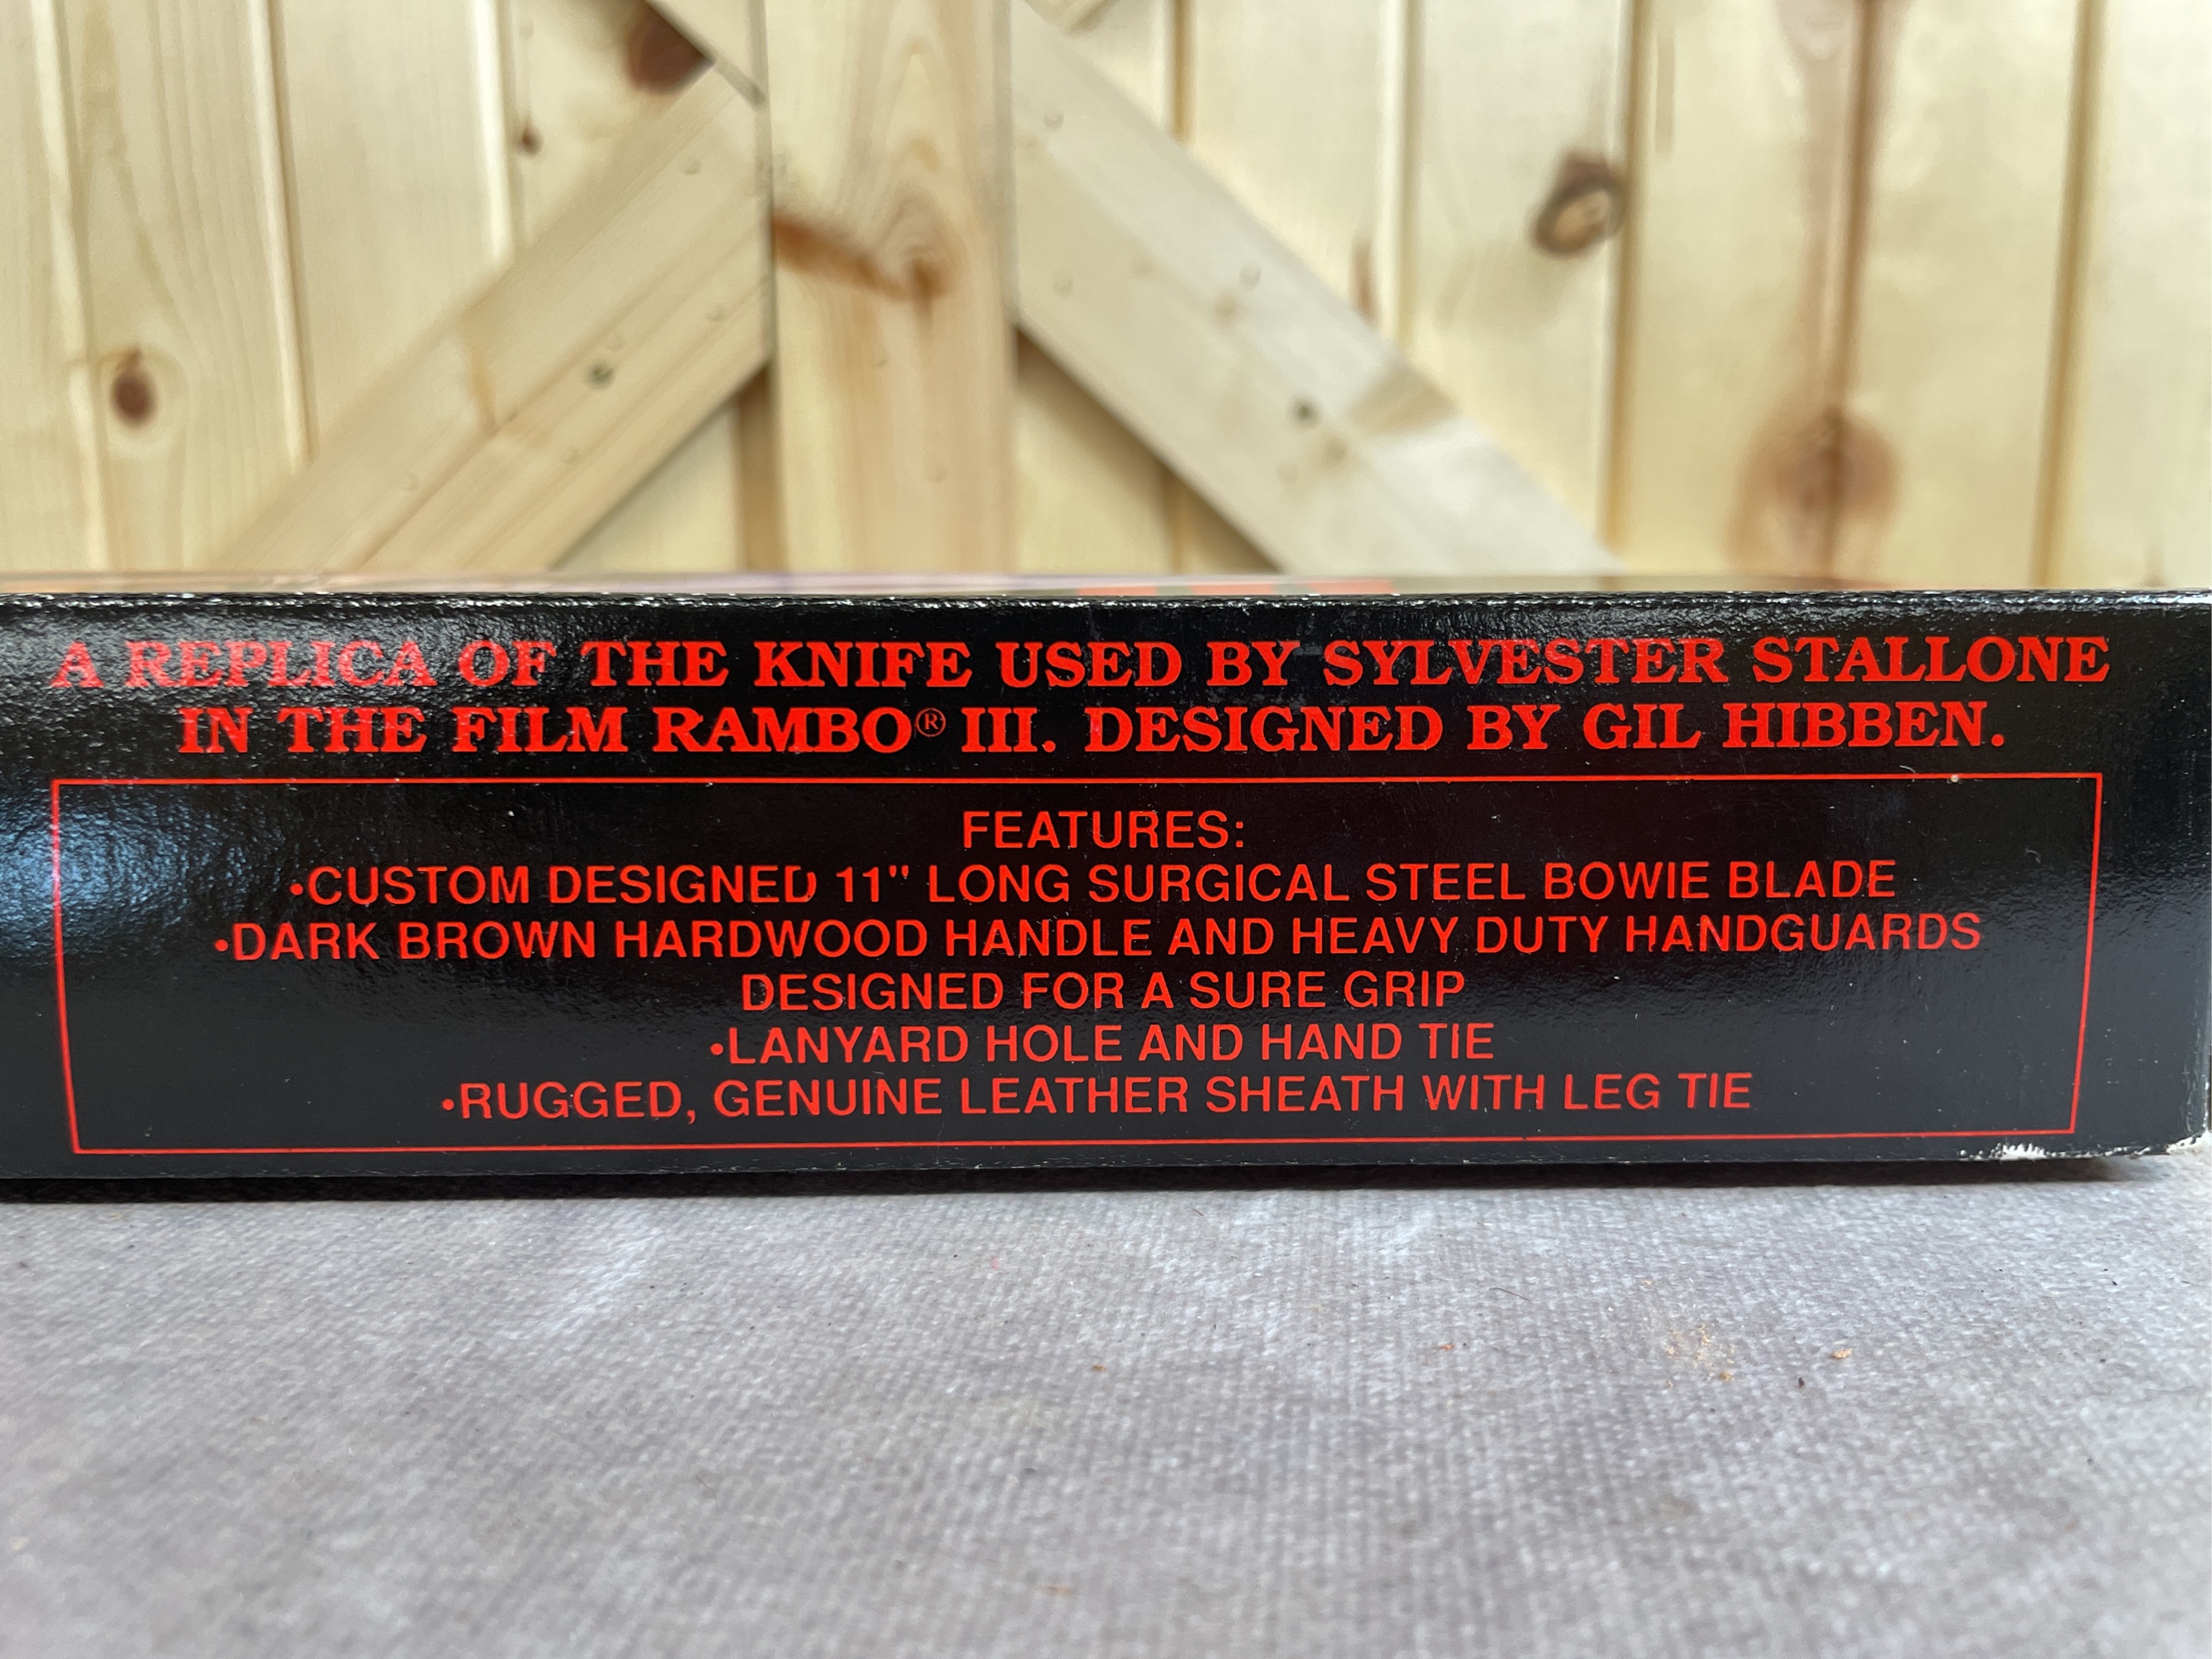 A REPLICA OF THE KNIFE USED BY SYLVESTER STALLONE
IN THE FILM RAMBO® III. DESIGNED BY GIL HIBBEN.
FEATURES:
•CUSTOM DESIGNED 11" LONG SURGICAL STEEL BOWIE BLADE
•DARK BROWN HARDWOOD HANDLE AND HEAVY DUTY HANDGUARDS
DESIGNED FOR A SURE GRIP
•LANYARD HOLE AND HAND TIE
•RUGGED, GENUINE LEATHER SHEATH WITH LEG TIE